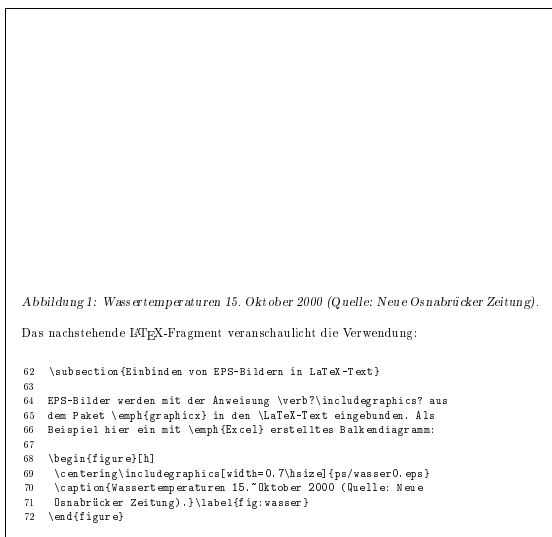 Abbildung 1: Wassertemperaturen 15. Oktober 2000 (Quelle: Neue Osnabrücker Zeitung).
Das nachstehende LATEX-Fragment veranschaulicht die Verwendung:
62 \subsection{Einbinden von EPS-Bildern in LaTeX-Text}
63
64 EPS-Bilder werden mit der Anweisung \verb?\includegraphics? aus
65 dem Paket \emph{graphicx} in den \LaTeX-Text eingebunden. Als
66 Beispiel hier ein mit \emph{Excel} erstelltes Balkendiagramm:
67
68 \begin{figure}[h]
69 \centering\includegraphics[width=0.7\hsize]{ps/wasser0.eps}
70 \caption{Wassertemperaturen 15.~Oktober 2000 (Quelle: Neue
71 Osnabrücker Zeitung).}\label{fig:wasser}
72 \end{figure}